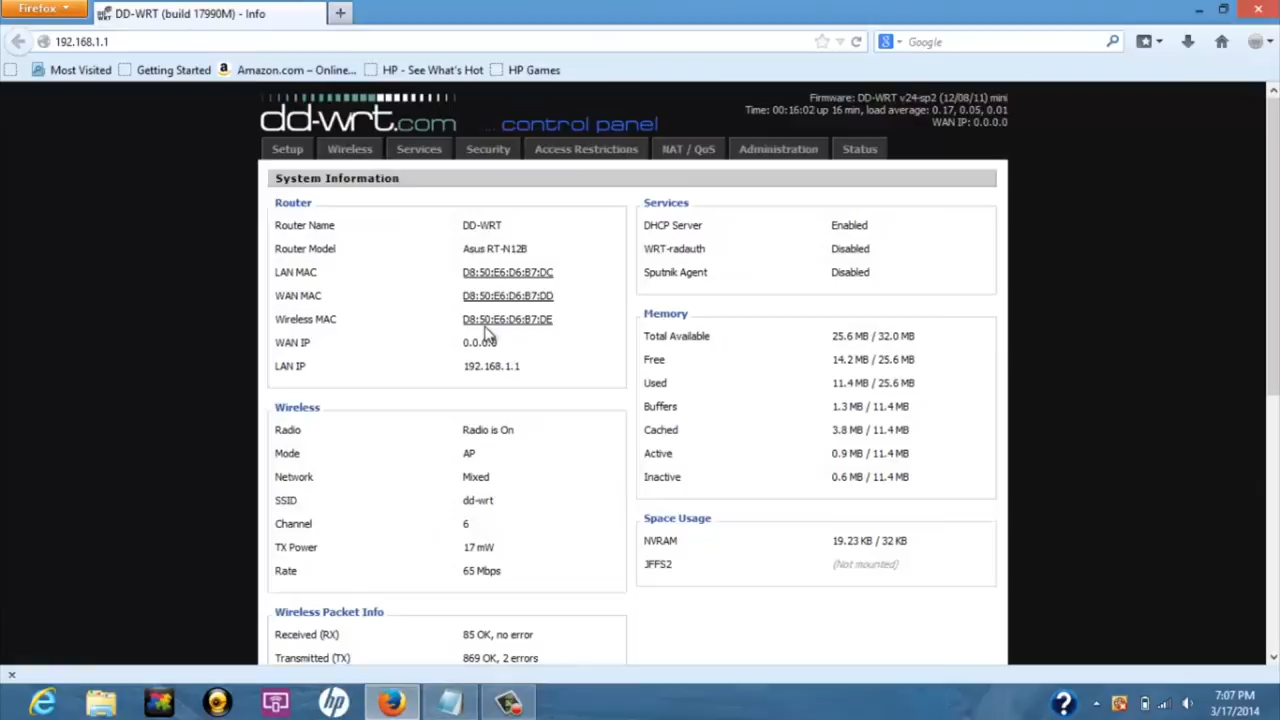 Firefox
DD-WRT (build 17990M) - Info
192.168.1.1
Google
Most Visited
Getting Started
Amazon.com – Online...
HP - See What's Hot
HP Games
dd-wrt.com
... control panel
Firmware: DD-WRT v24-sp2 (12/08/11) mini
Time: 00:16:02 up 16 min, load average: 0.17, 0.05, 0.01
WAN IP: 0.0.0.0
Setup
Wireless
Services
Security
Access Restrictions
NAT / QoS
Administration
Status
System Information
Router
Router Name DD-WRT
Router Model Asus RT-N12B
LAN MAC D8:50:E6:D6:B7:DC
WAN MAC D8:50:E6:D6:B7:DD
Wireless MAC D8:50:E6:D6:B7:DE
WAN IP 0.0.0.0
LAN IP 192.168.1.1
Wireless
Radio Radio is On
Mode AP
Network Mixed
SSID dd-wrt
Channel 6
TX Power 17 mW
Rate 65 Mbps
Wireless Packet Info
Received (RX) 85 OK, no error
Transmitted (TX) 869 OK, 2 errors
Services
DHCP Server Enabled
WRT-radauth Disabled
Sputnik Agent Disabled
Memory
Total Available 25.6 MB / 32.0 MB
Free 14.2 MB / 25.6 MB
Used 11.4 MB / 25.6 MB
Buffers 1.3 MB / 11.4 MB
Cached 3.8 MB / 11.4 MB
Active 0.9 MB / 11.4 MB
Inactive 0.6 MB / 11.4 MB
Space Usage
NVRAM 19.23 KB / 32 KB
JFFS2 (Not mounted)
hp
7:07 PM
3/17/2014